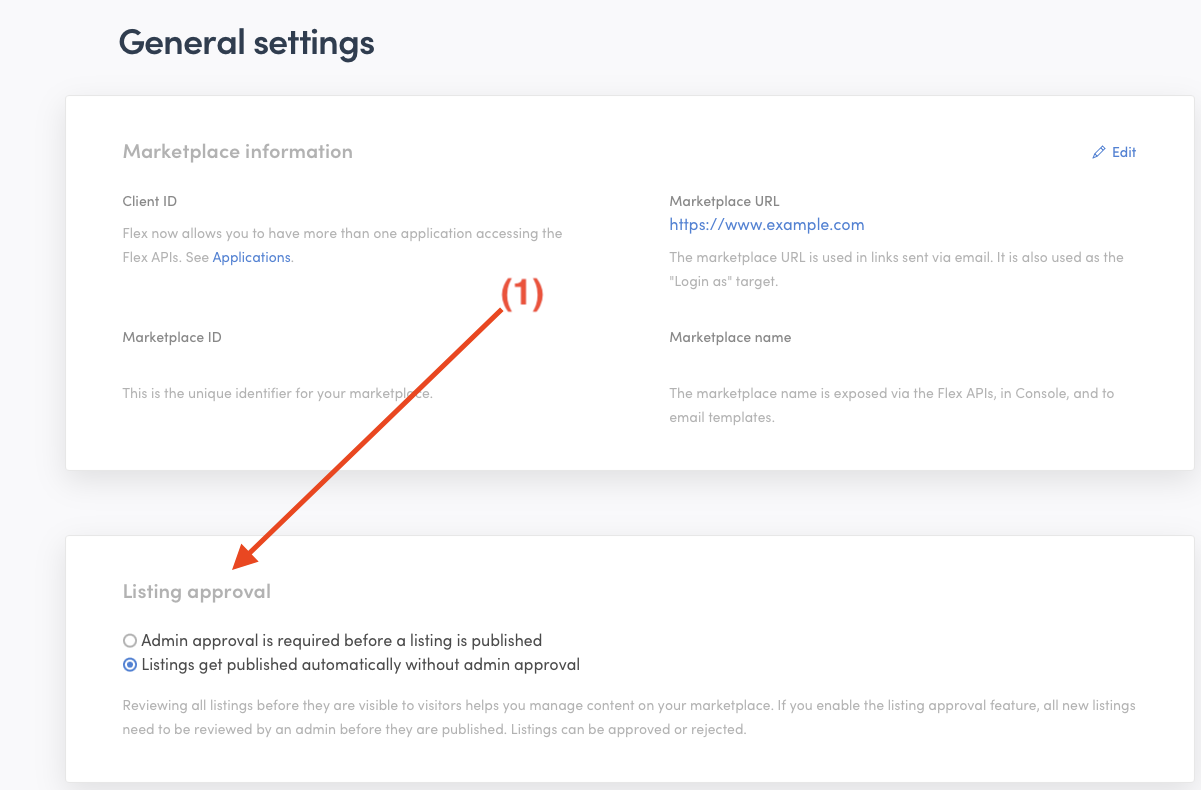 General settings
Marketplace information
Edit
Client ID
Flex now allows you to have more than one application accessing the
Flex APIs. See Applications.
Marketplace URL
https://www.example.com
The marketplace URL is used in links sent via email. It is also used as the
"Login as" target.
(1)
Marketplace ID
This is the unique identifier for your marketplace.
Marketplace name
The marketplace name is exposed via the Flex APIs, in Console, and to
email templates.
Listing approval
Admin approval is required before a listing is published
Listings get published automatically without admin approval
Reviewing all listings before they are visible to visitors helps you manage content on your marketplace. If you enable the listing approval feature, all new listings
need to be reviewed by an admin before they are published. Listings can be approved or rejected.